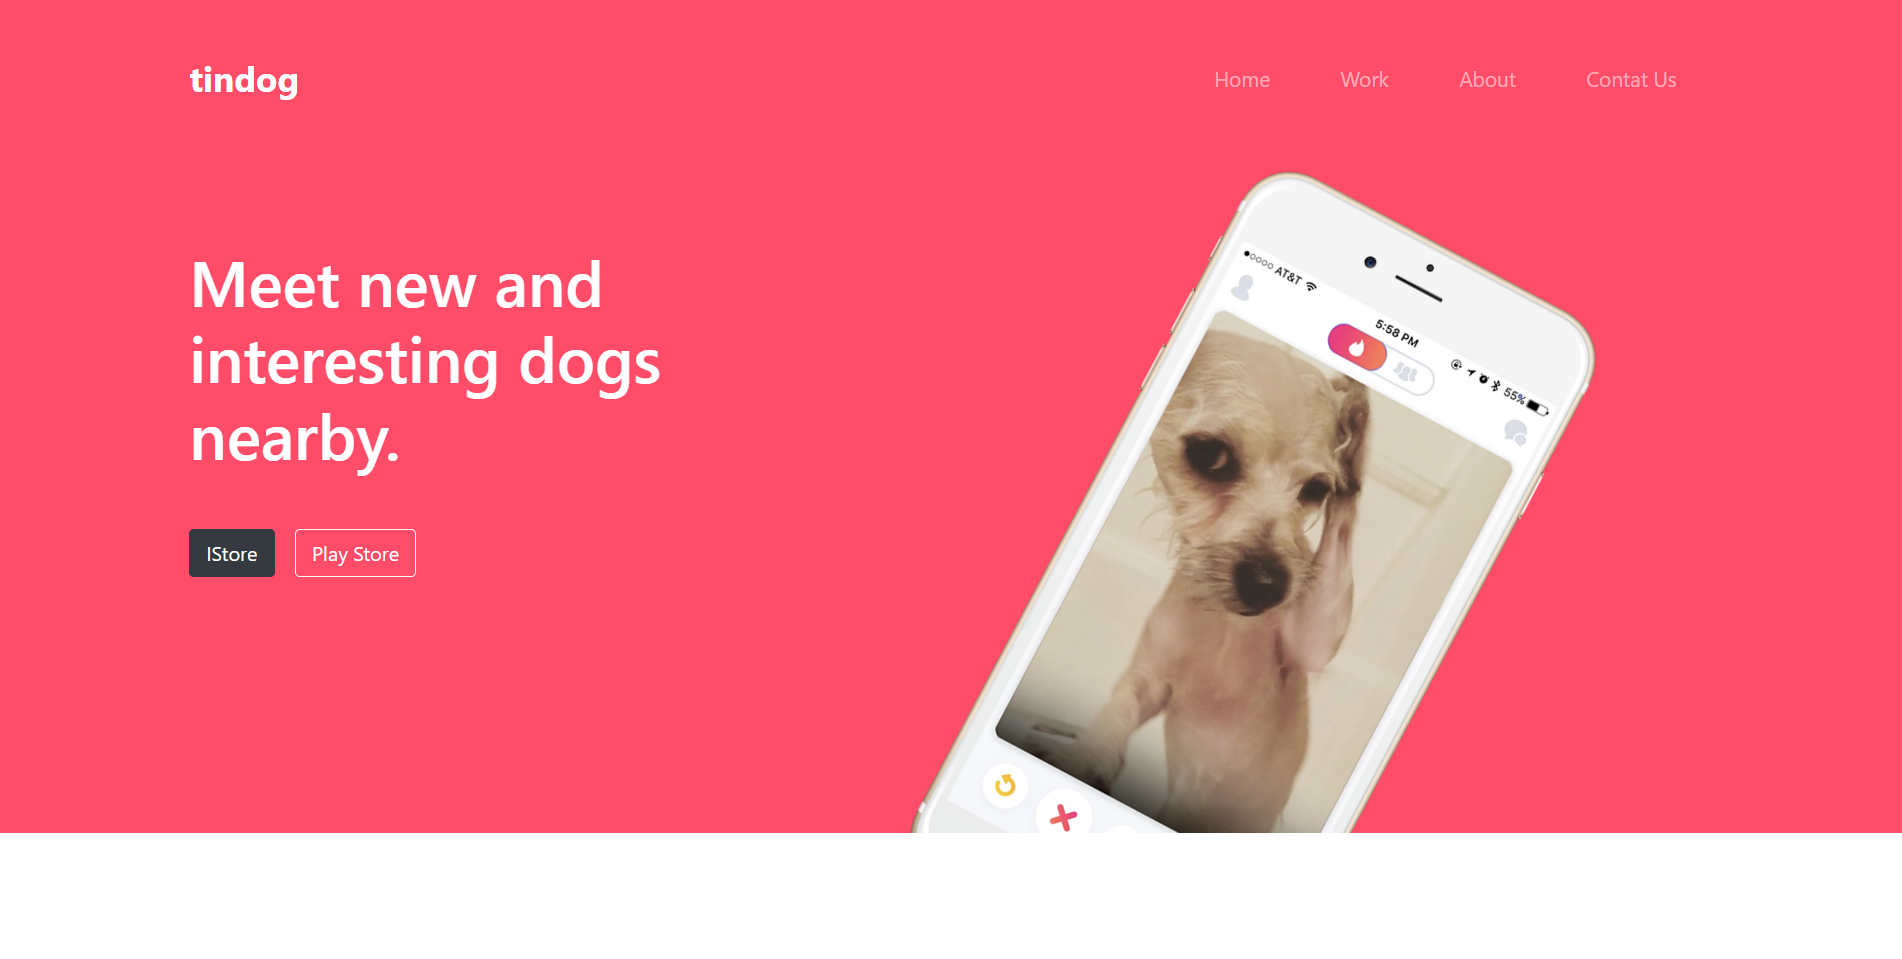 tindog
Home Work About Contat Us
Meet new and
interesting dogs
nearby.
IStore Play Store
AT&T
5:58 PM
55%